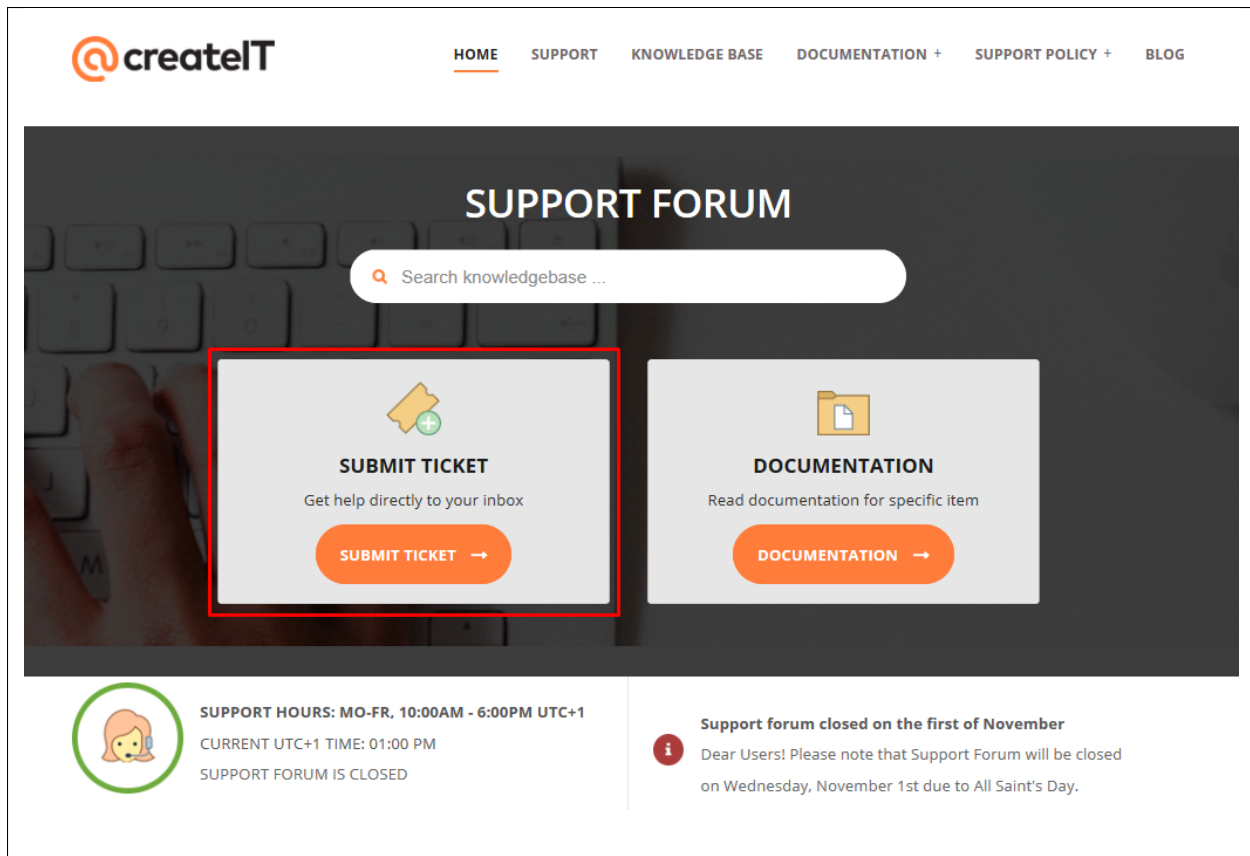 @createIT
HOME SUPPORT KNOWLEDGE BASE DOCUMENTATION + SUPPORT POLICY + BLOG
SUPPORT FORUM
Search knowledgebase ...
SUBMIT TICKET
Get help directly to your inbox
SUBMIT TICKET →
DOCUMENTATION
Read documentation for specific item
DOCUMENTATION →
SUPPORT HOURS: MO-FR, 10:00AM - 6:00PM UTC+1
CURRENT UTC+1 TIME: 01:00 PM
SUPPORT FORUM IS CLOSED
Support forum closed on the first of November
Dear Users! Please note that Support Forum will be closed
on Wednesday, November 1st due to All Saint's Day.